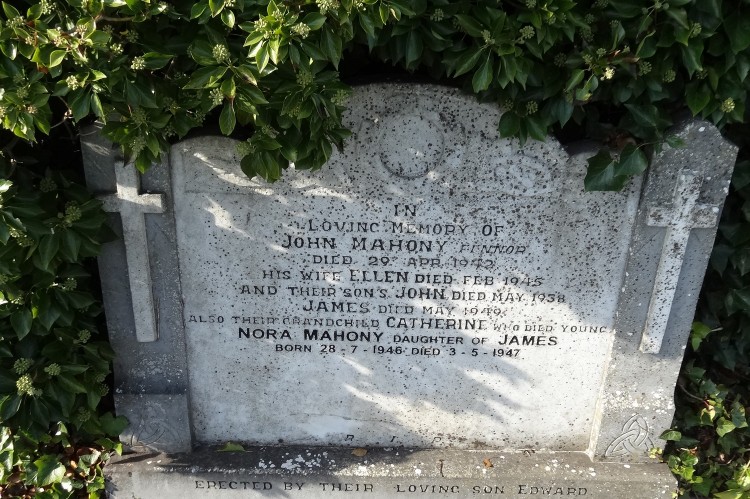 IN
LOVING MEMORY OF
JOHN MAHONY FINNOR
DIED 29 APR 1942
HIS WIFE ELLEN DIED FEB 1945
AND THEIR SON'S JOHN DIED MAY 1938
JAMES DIED MAY 1949
ALSO THEIR GRANDCHILD CATHERINE WHO DIED YOUNG
NORA MAHONY DAUGHTER OF JAMES
BORN 28-7-1946 DIED 3-5-1947
R.I.P.
ERECTED BY THEIR LOVING SON EDWARD